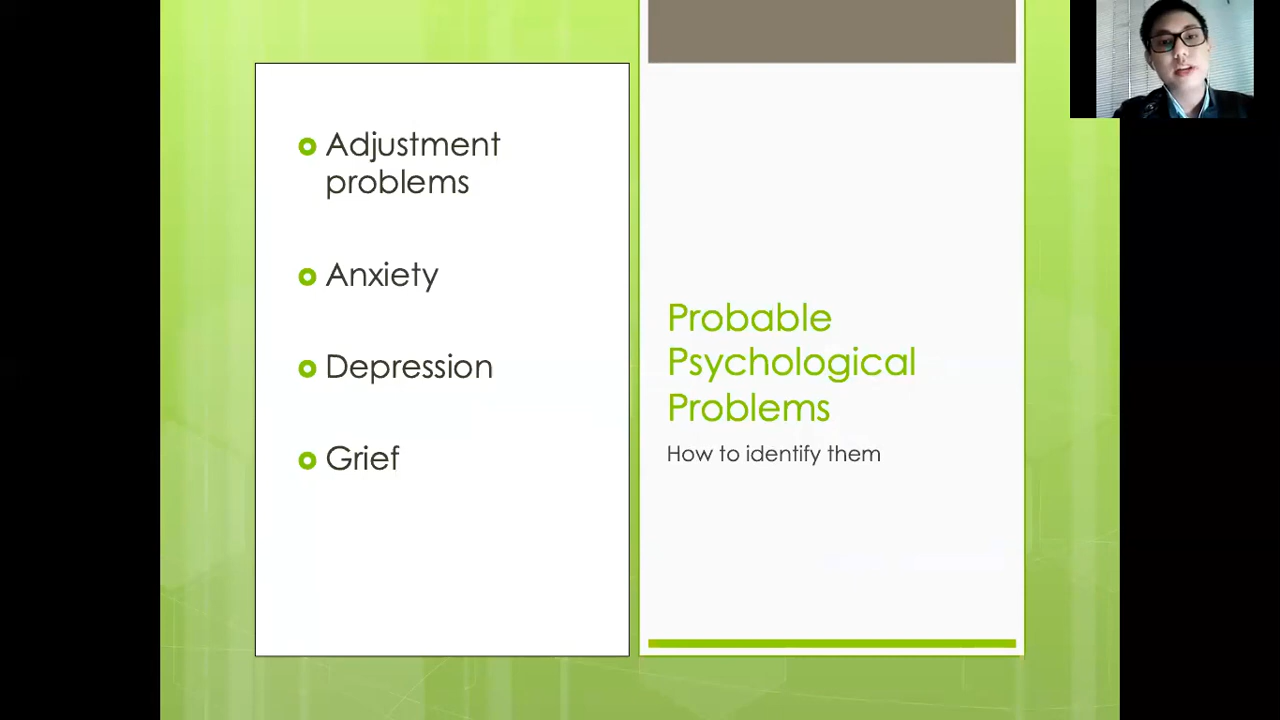 Adjustment
problems
Anxiety
Depression
Grief
Probable
Psychological
Problems
How to identify them